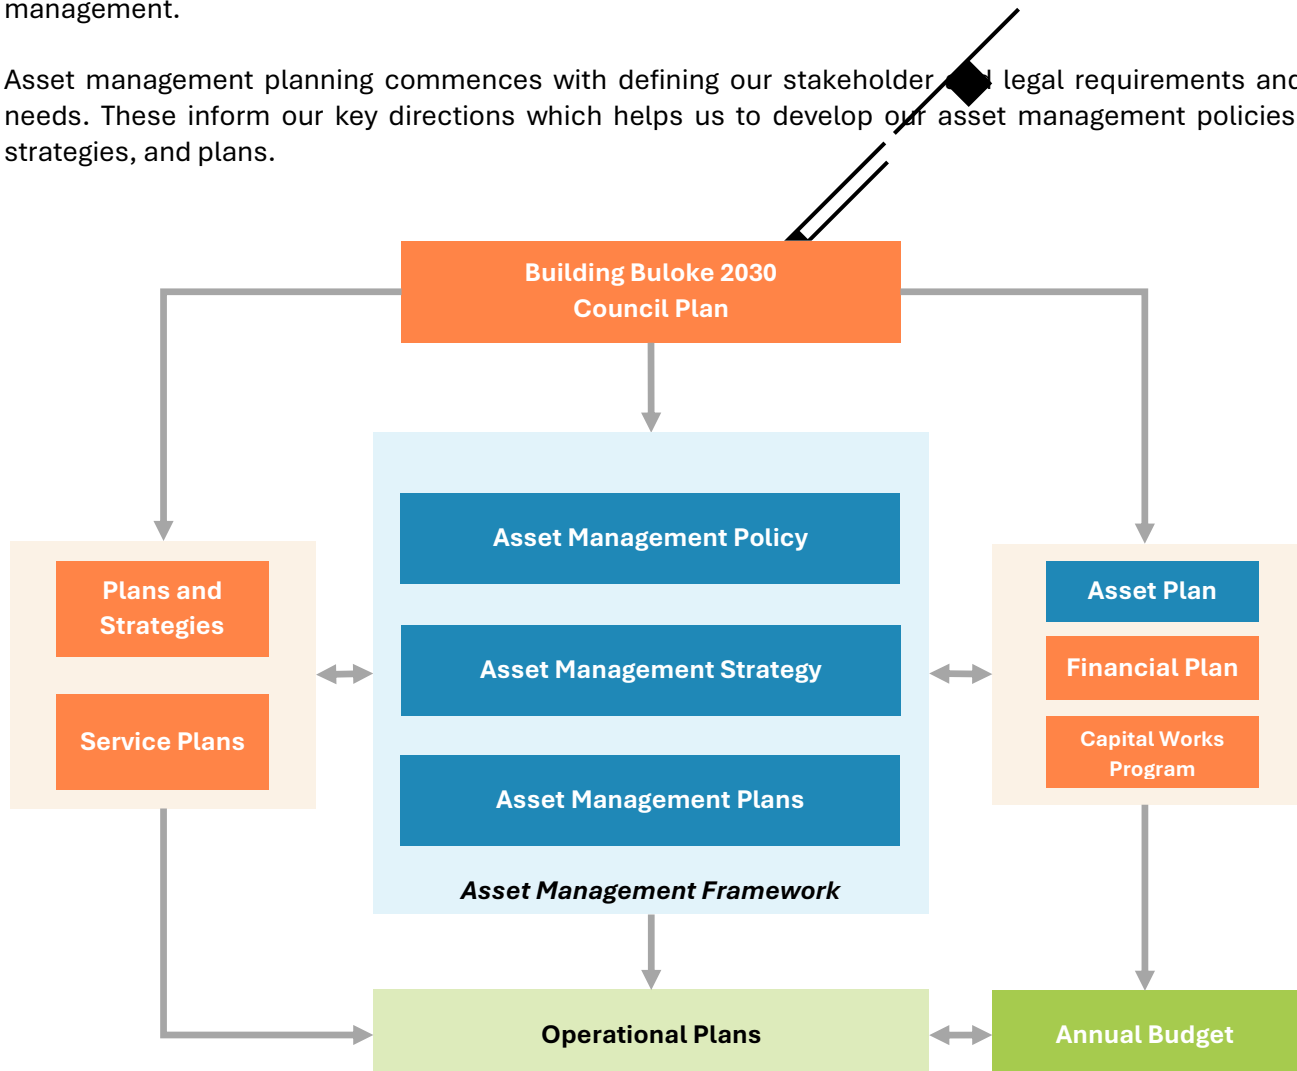 management.
Asset management planning commences with defining our stakeholder legal requirements and
needs. These inform our key directions which helps us to develop our asset management policies
strategies, and plans.
Building Buloke 2030
Council Plan
Asset Management Policy
Plans and
Strategies
Asset Plan
Asset Management Strategy
Financial Plan
Service Plans
Capital Works
Program
Asset Management Plans
Asset Management Framework
Operational Plans
Annual Budget